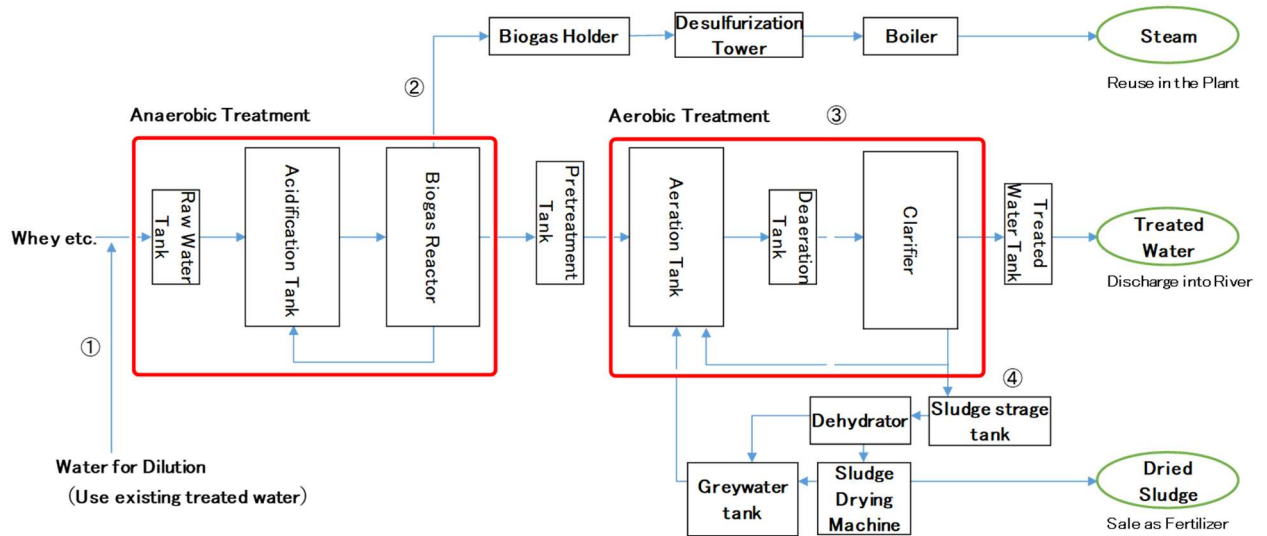 Biogas Holder
Desulfurization
Tower
Boiler
Steam
Reuse in the Plant
②
Anaerobic Treatment
Aerobic Treatment
③
Whey etc.
Raw Water
Tank
Acidification Tank
Biogas Reactor
Pretreatment
Tank
Aeration Tank
Deaeration
Tank
Clarifier
Treated
Water Tank
Treated
Water
Discharge into River
①
④
Water for Dilution
(Use existing treated water)
Dehydrator
Sludge strage
tank
Greywater
tank
Sludge
Drying
Machine
Dried
Sludge
Sale as Fertilizer